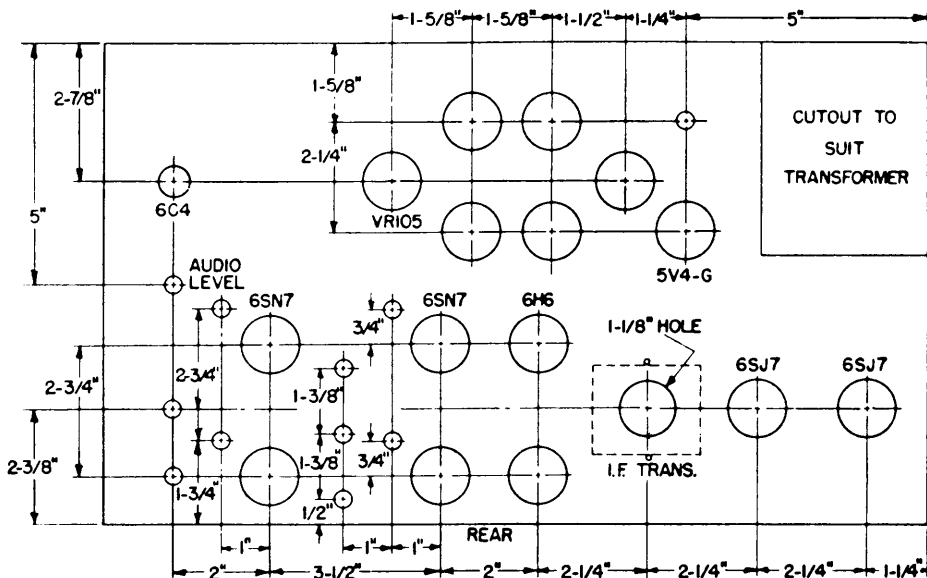 1-5/8" 1-5/8" 1-1/2" 1-1/4" 5"
2-7/8"
1-5/8"
CUTOUT TO
SUIT
TRANSFORMER
2-1/4"
6C4
VR105
5"
5V4-G
AUDIO
LEVEL
6SN7 6SN7 6H6
3/4"
1-1/8" HOLE
6SJ7 6SJ7
2-3/4"
2-3/4"
1-3/8"
2-3/8"
1-3/4"
1-3/8"
3/4"
I.F. TRANS.
1/2"
REAR
1" 1" 1"
2" 3-1/2" 2" 2-1/4" 2-1/4" 2-1/4" 1-1/4"